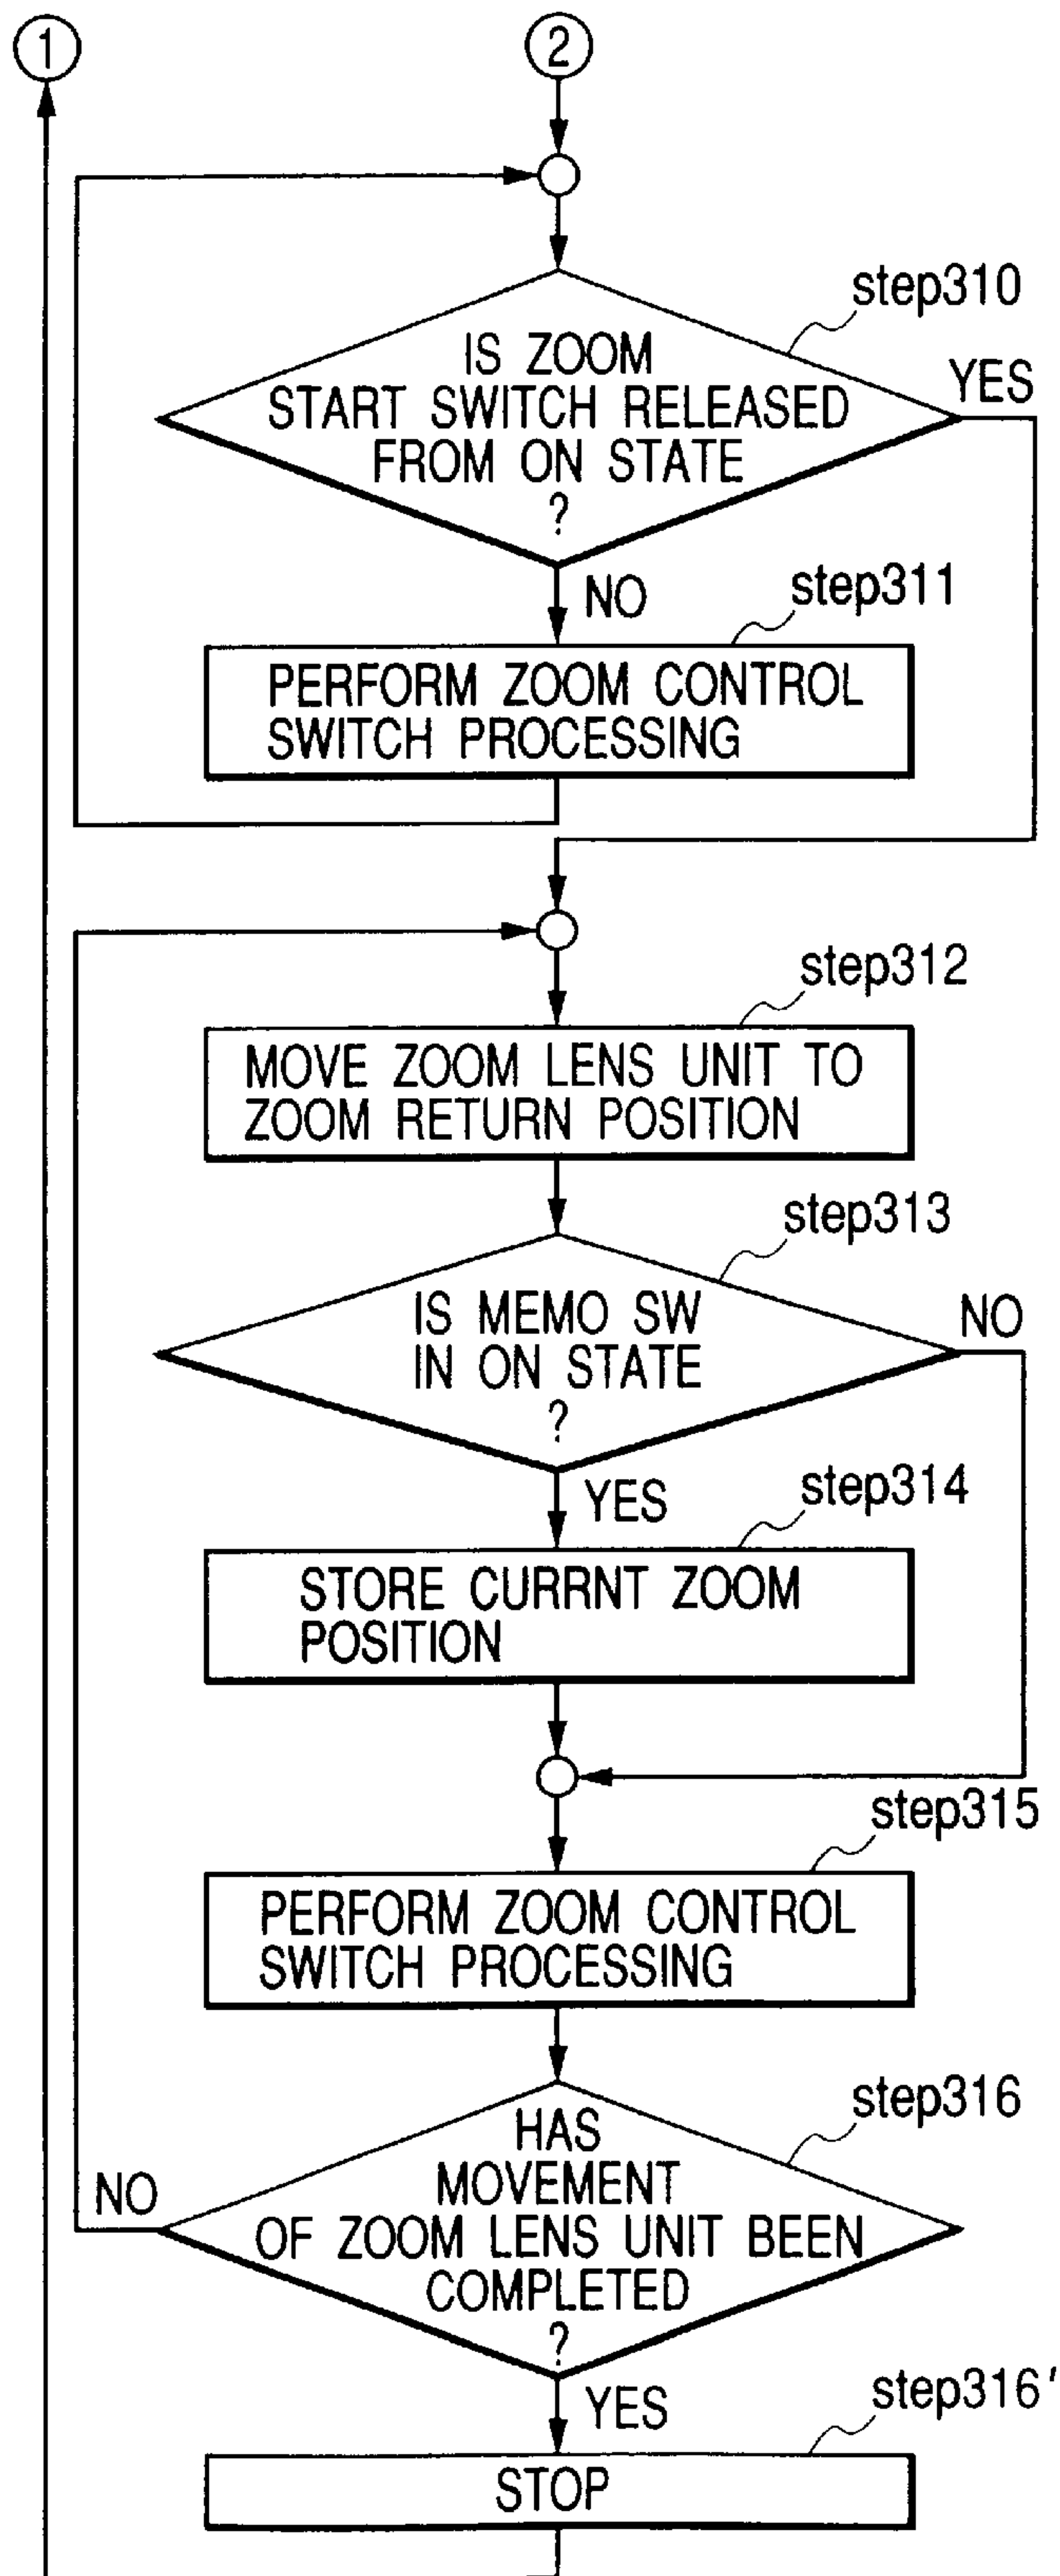 1
2
step310
IS ZOOM
START SWITCH RELEASED
FROM ON STATE
?
YES
NO
step311
PERFORM ZOOM CONTROL
SWITCH PROCESSING
step312
MOVE ZOOM LENS UNIT TO
ZOOM RETURN POSITION
step313
IS MEMO SW
IN ON STATE
?
NO
YES
step314
STORE CURRNT ZOOM
POSITION
step315
PERFORM ZOOM CONTROL
SWITCH PROCESSING
step316
HAS
MOVEMENT
OF ZOOM LENS UNIT BEEN
COMPLETED
?
NO
YES
step316'
STOP